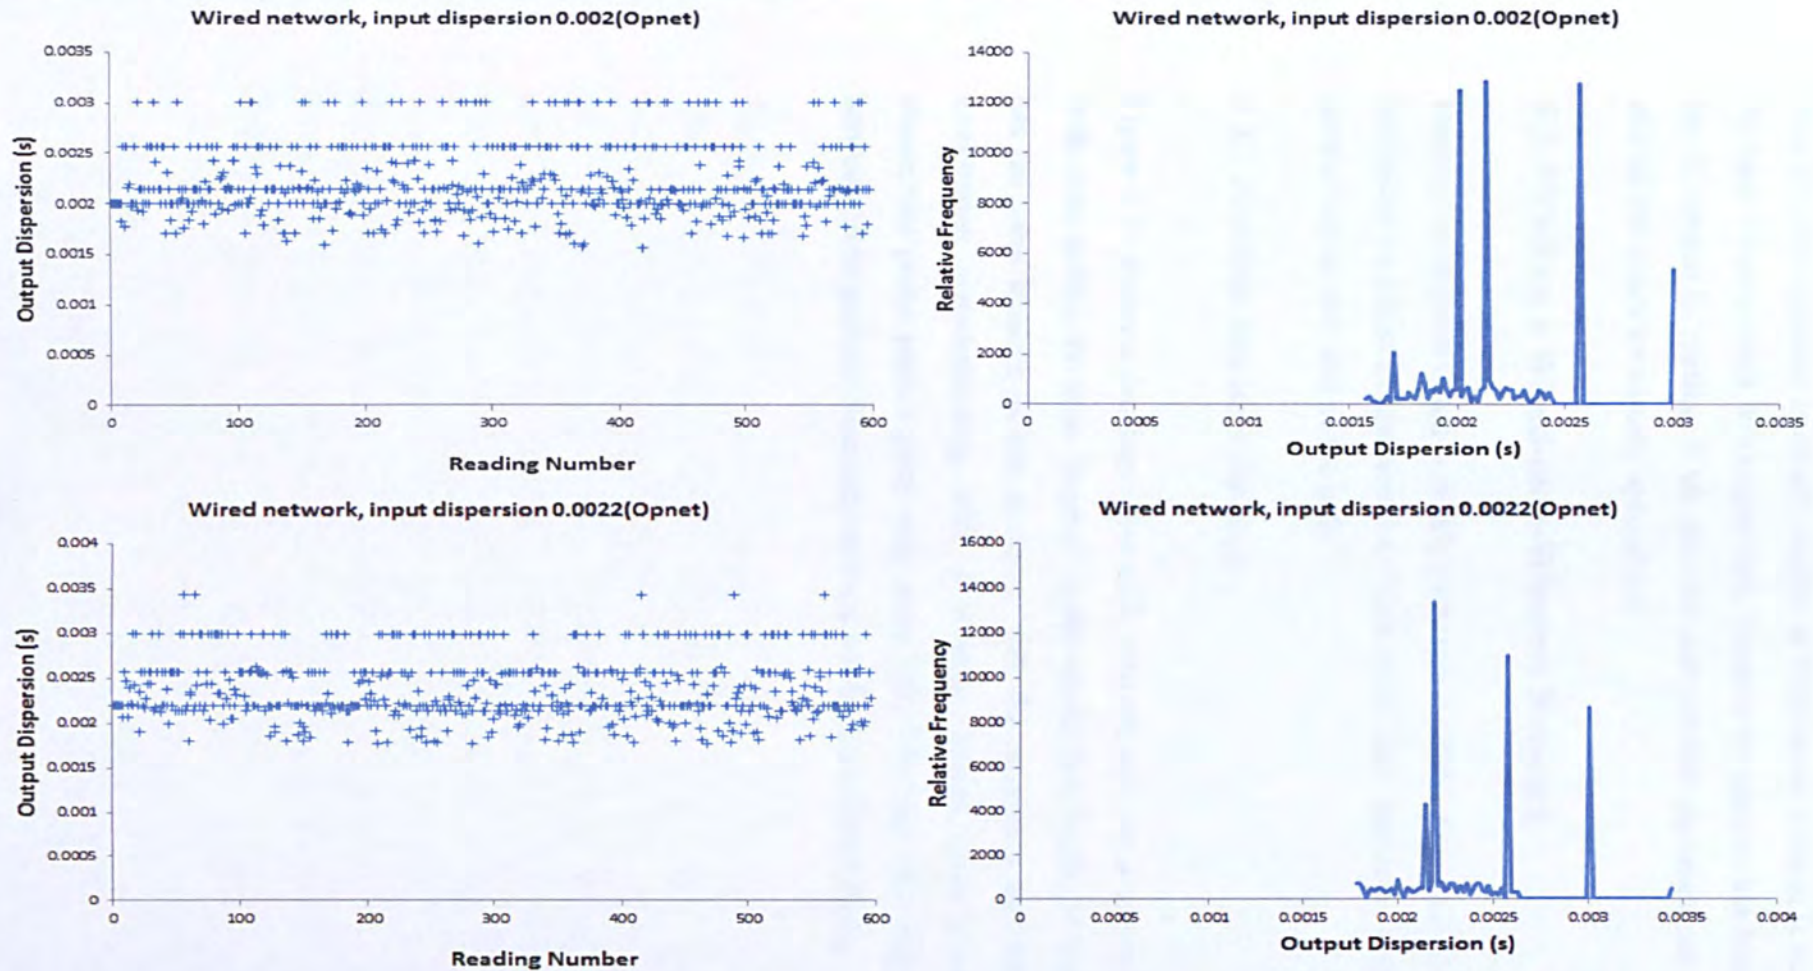 Wired network, input dispersion 0.002(Opnet)
0.0035
0.003
0.0025
0.002
0.0015
0.001
0.0005
0
Output Dispersion (s)
0 100 200 300 400 500 600
Reading Number
Wired network, input dispersion 0.002(Opnet)
14000
12000
10000
8000
6000
4000
2000
0
Relative Frequency
0 0.0005 0.001 0.0015 0.002 0.0025 0.003 0.0035
Output Dispersion (s)
Wired network, input dispersion 0.0022(Opnet)
0.004
0.0035
0.003
0.0025
0.002
0.0015
0.001
0.0005
0
Output Dispersion (s)
0 100 200 300 400 500 600
Reading Number
Wired network, input dispersion 0.0022(Opnet)
16000
14000
12000
10000
8000
6000
4000
2000
0
Relative Frequency
0 0.0005 0.001 0.0015 0.002 0.0025 0.003 0.0035 0.004
Output Dispersion (s)